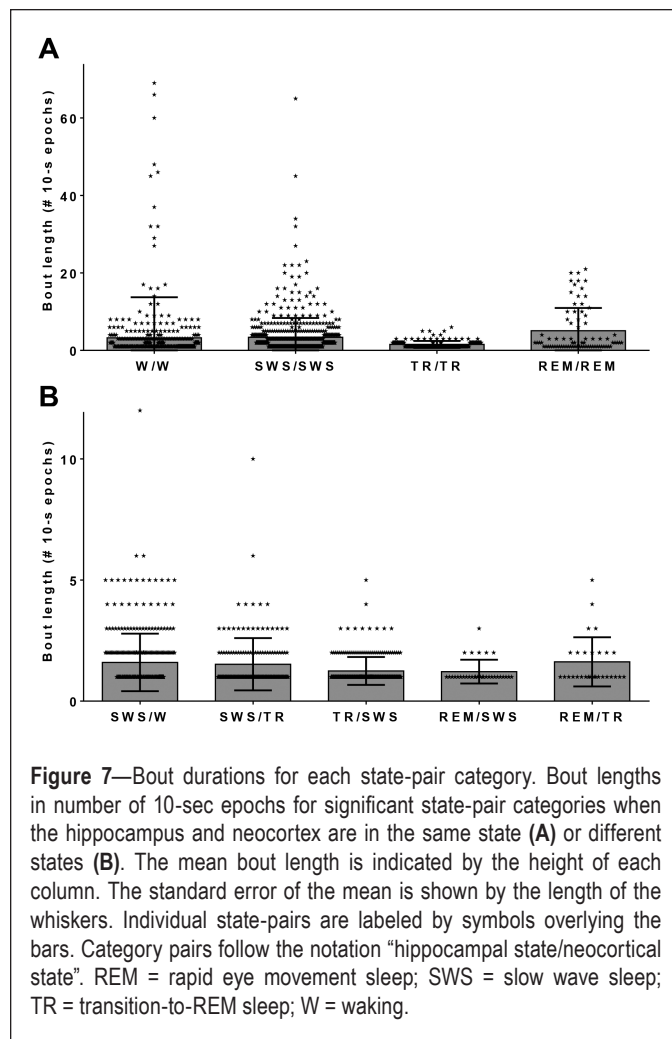 A
Bout length (# 10-s epochs)
60
40
20
0
W/W SWS/SWS TR/TR REM/REM
B
Bout length (# 10-s epochs)
10
5
0
SWS/W SWS/TR TR/SWS REM/SWS REM/TR
Figure 7—Bout durations for each state-pair category. Bout lengths
in number of 10-sec epochs for significant state-pair categories when
the hippocampus and neocortex are in the same state (A) or different
states (B). The mean bout length is indicated by the height of each
column. The standard error of the mean is shown by the length of the
whiskers. Individual state-pairs are labeled by symbols overlying the
bars. Category pairs follow the notation “hippocampal state/neocortical
state”. REM = rapid eye movement sleep; SWS = slow wave sleep;
TR = transition-to-REM sleep; W = waking.